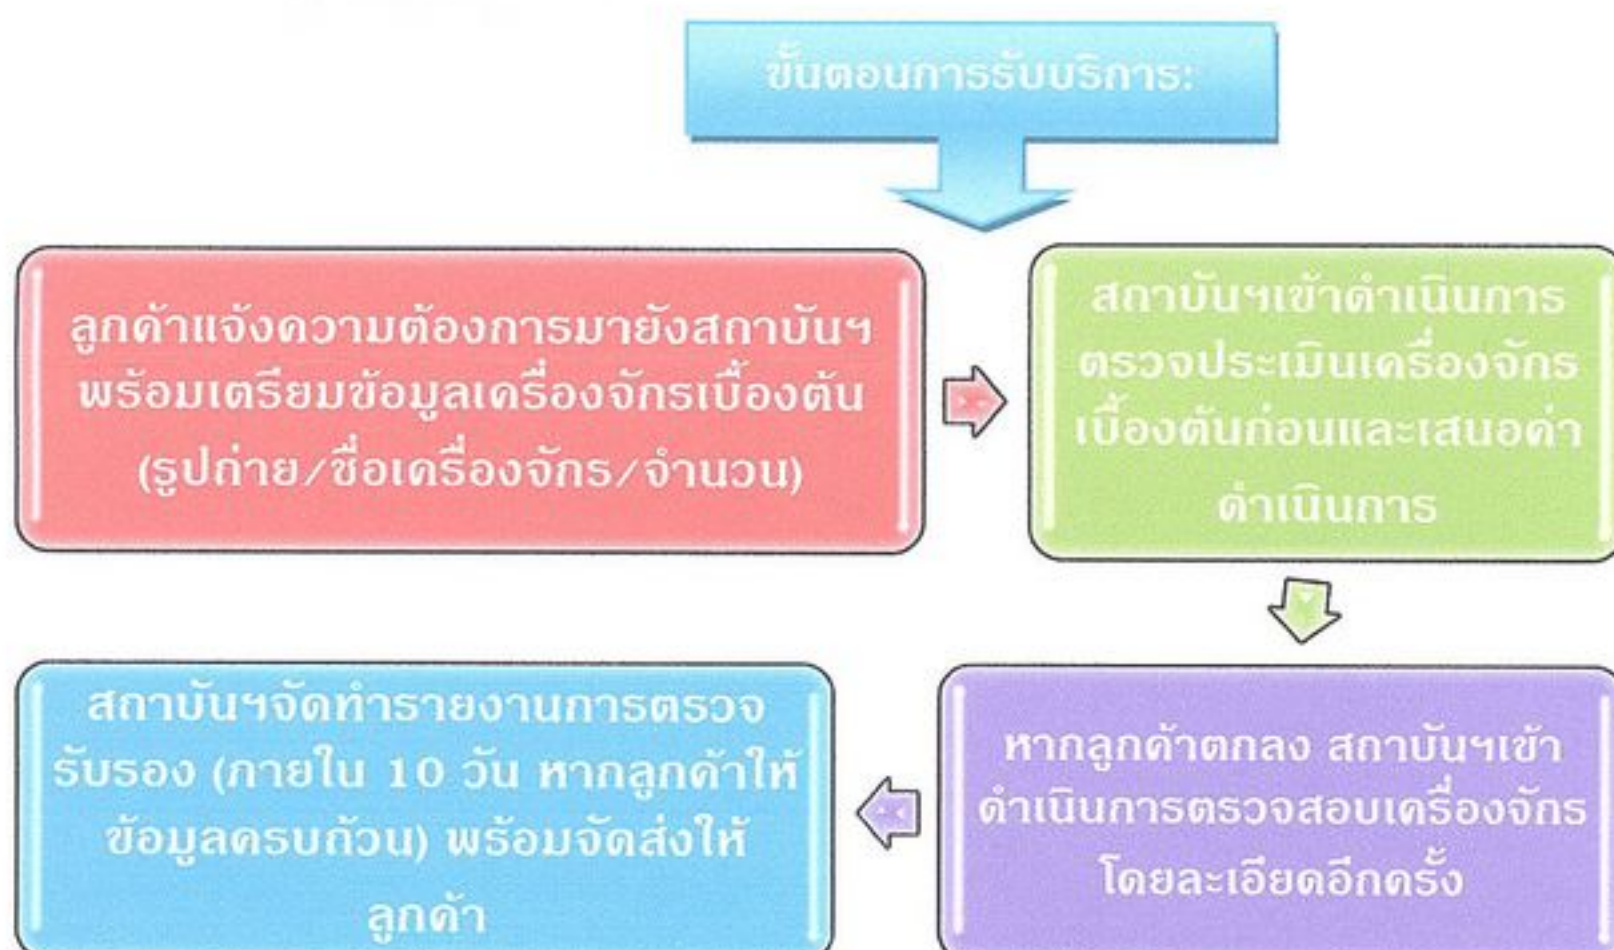 ขั้นตอนการรับบริการ:
ลูกค้าแจ้งความต้องการมายังสถาบันฯ
พร้อมเตรียมข้อมูลเครื่องจักรเบื้องต้น
(รูปถ่าย/ชื่อเครื่องจักร/จำนวน)
สถาบันฯเข้าดำเนินการ
ตรวจประเมินเครื่องจักร
เบื้องต้นก่อนและเสนอค่า
ดำเนินการ
หากลูกค้าตกลง สถาบันฯเข้า
ดำเนินการตรวจสอบเครื่องจักร
โดยละเอียดอีกครั้ง
สถาบันฯจัดทำรายงานการตรวจ
รับรอง (ภายใน 10 วัน หากลูกค้าให้
ข้อมูลครบถ้วน) พร้อมจัดส่งให้
ลูกค้า